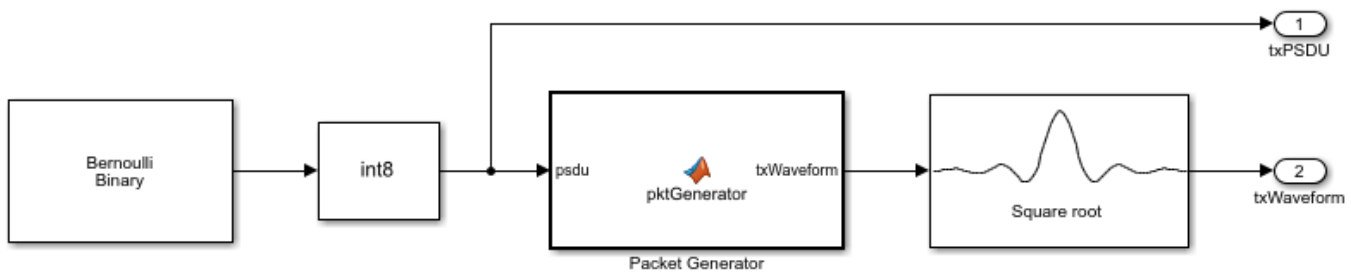 1
txPSDU
Bernoulli
Binary
int8
psdu
txWaveform
pktGenerator
Packet Generator
Square root
2
txWaveform